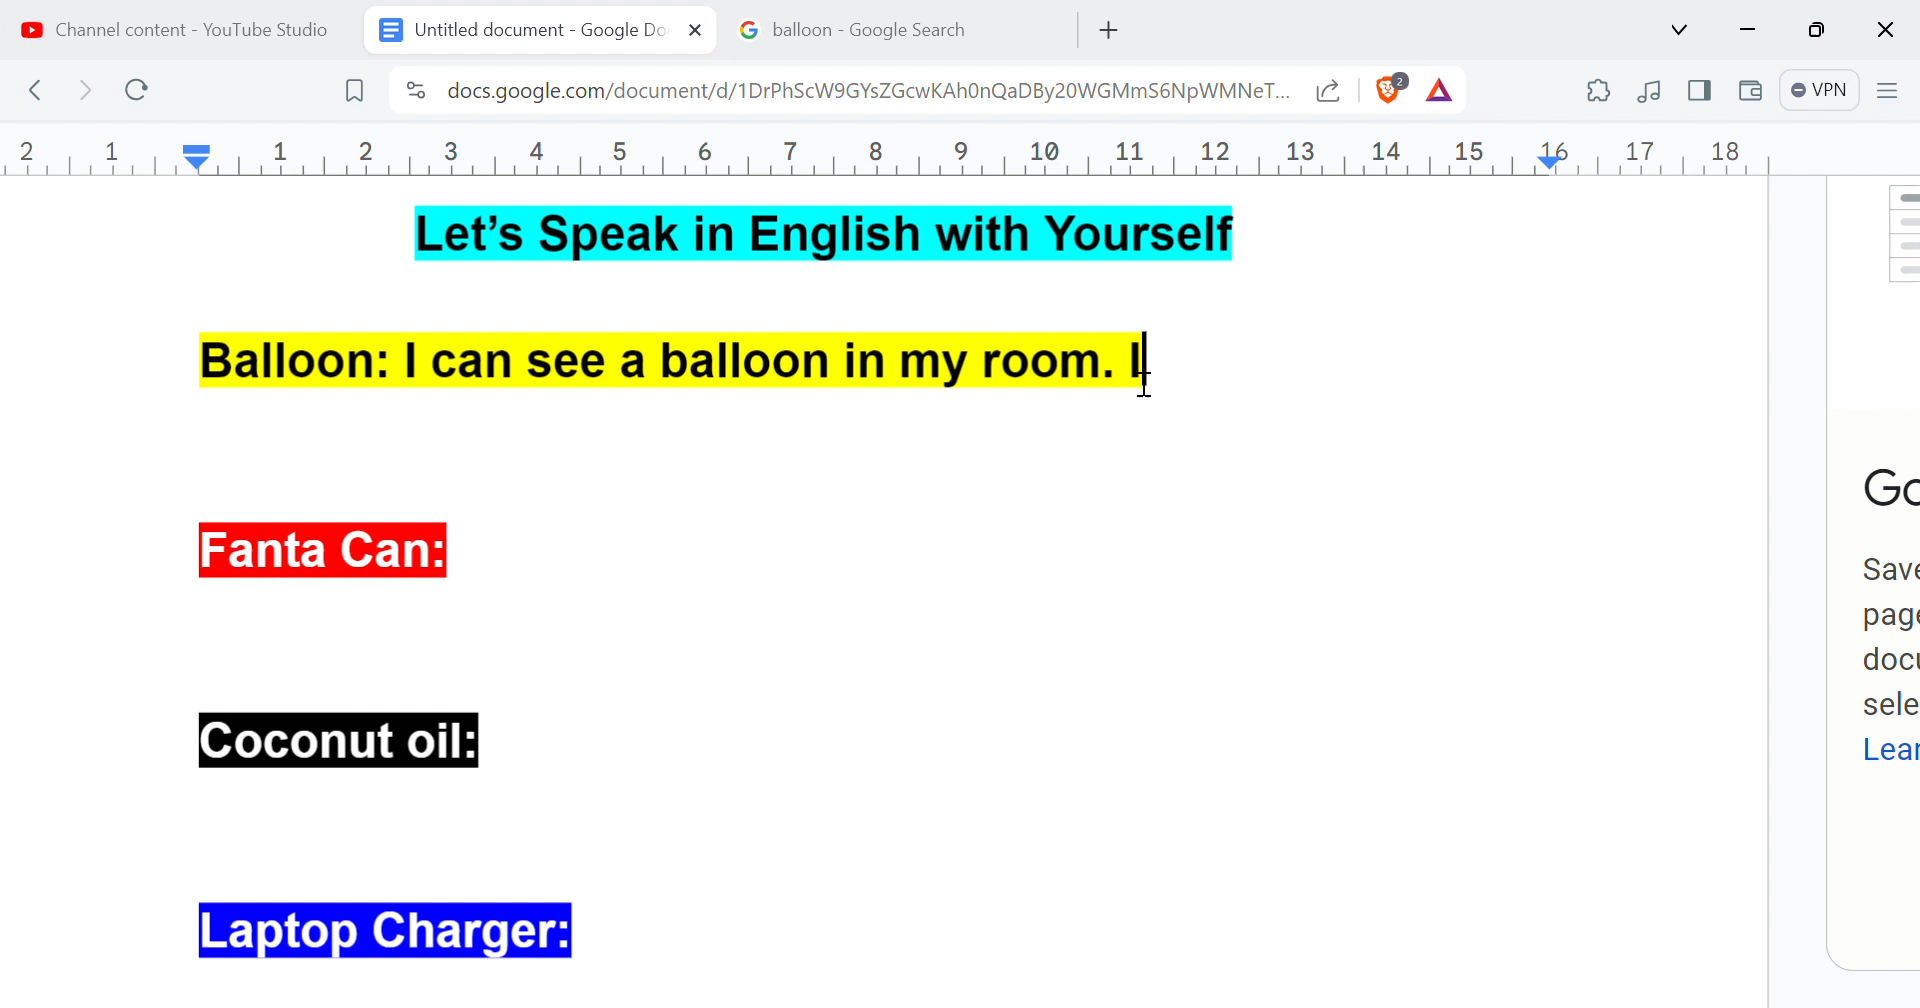 Channel content - YouTube Studio
Untitled document - Google Do
balloon - Google Search
docs.google.com/document/d/1DrPhScW9GYsZGcwKAh0nQaDBy20WGMmS6NpWMNeT...
2
VPN
2 1 1 2 3 4 5 6 7 8 9 10 11 12 13 14 15 16 17 18
Let’s Speak in English with Yourself
Balloon: I can see a balloon in my room. I
Fanta Can:
Coconut oil:
Laptop Charger:
Go
Save
page
docu
sele
Lear